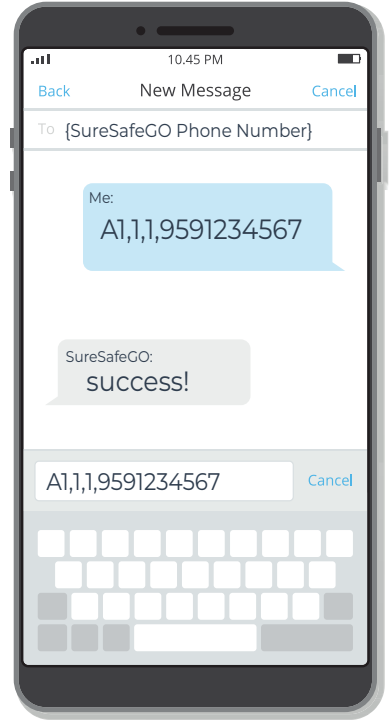 10.45 PM
Back New Message Cancel
To {SureSafeGO Phone Number}
Me:
A1,1,1,9591234567
SureSafeGO:
success!
A1,1,1,9591234567 Cancel